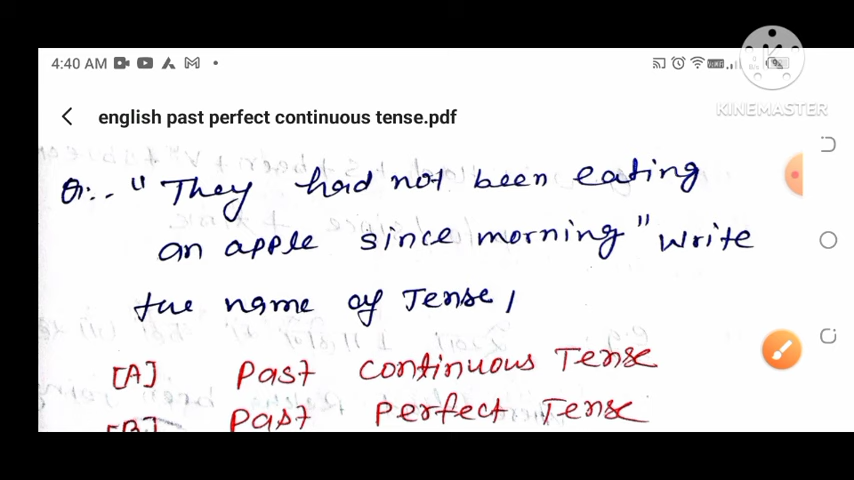 4:40 AM
KINEMASTER
english past perfect continuous tense.pdf
Q:- "They had not been eating
an apple since morning" Write
the name of Tense,
[A] Past continuous Tense
[B] Past Perfect Tense